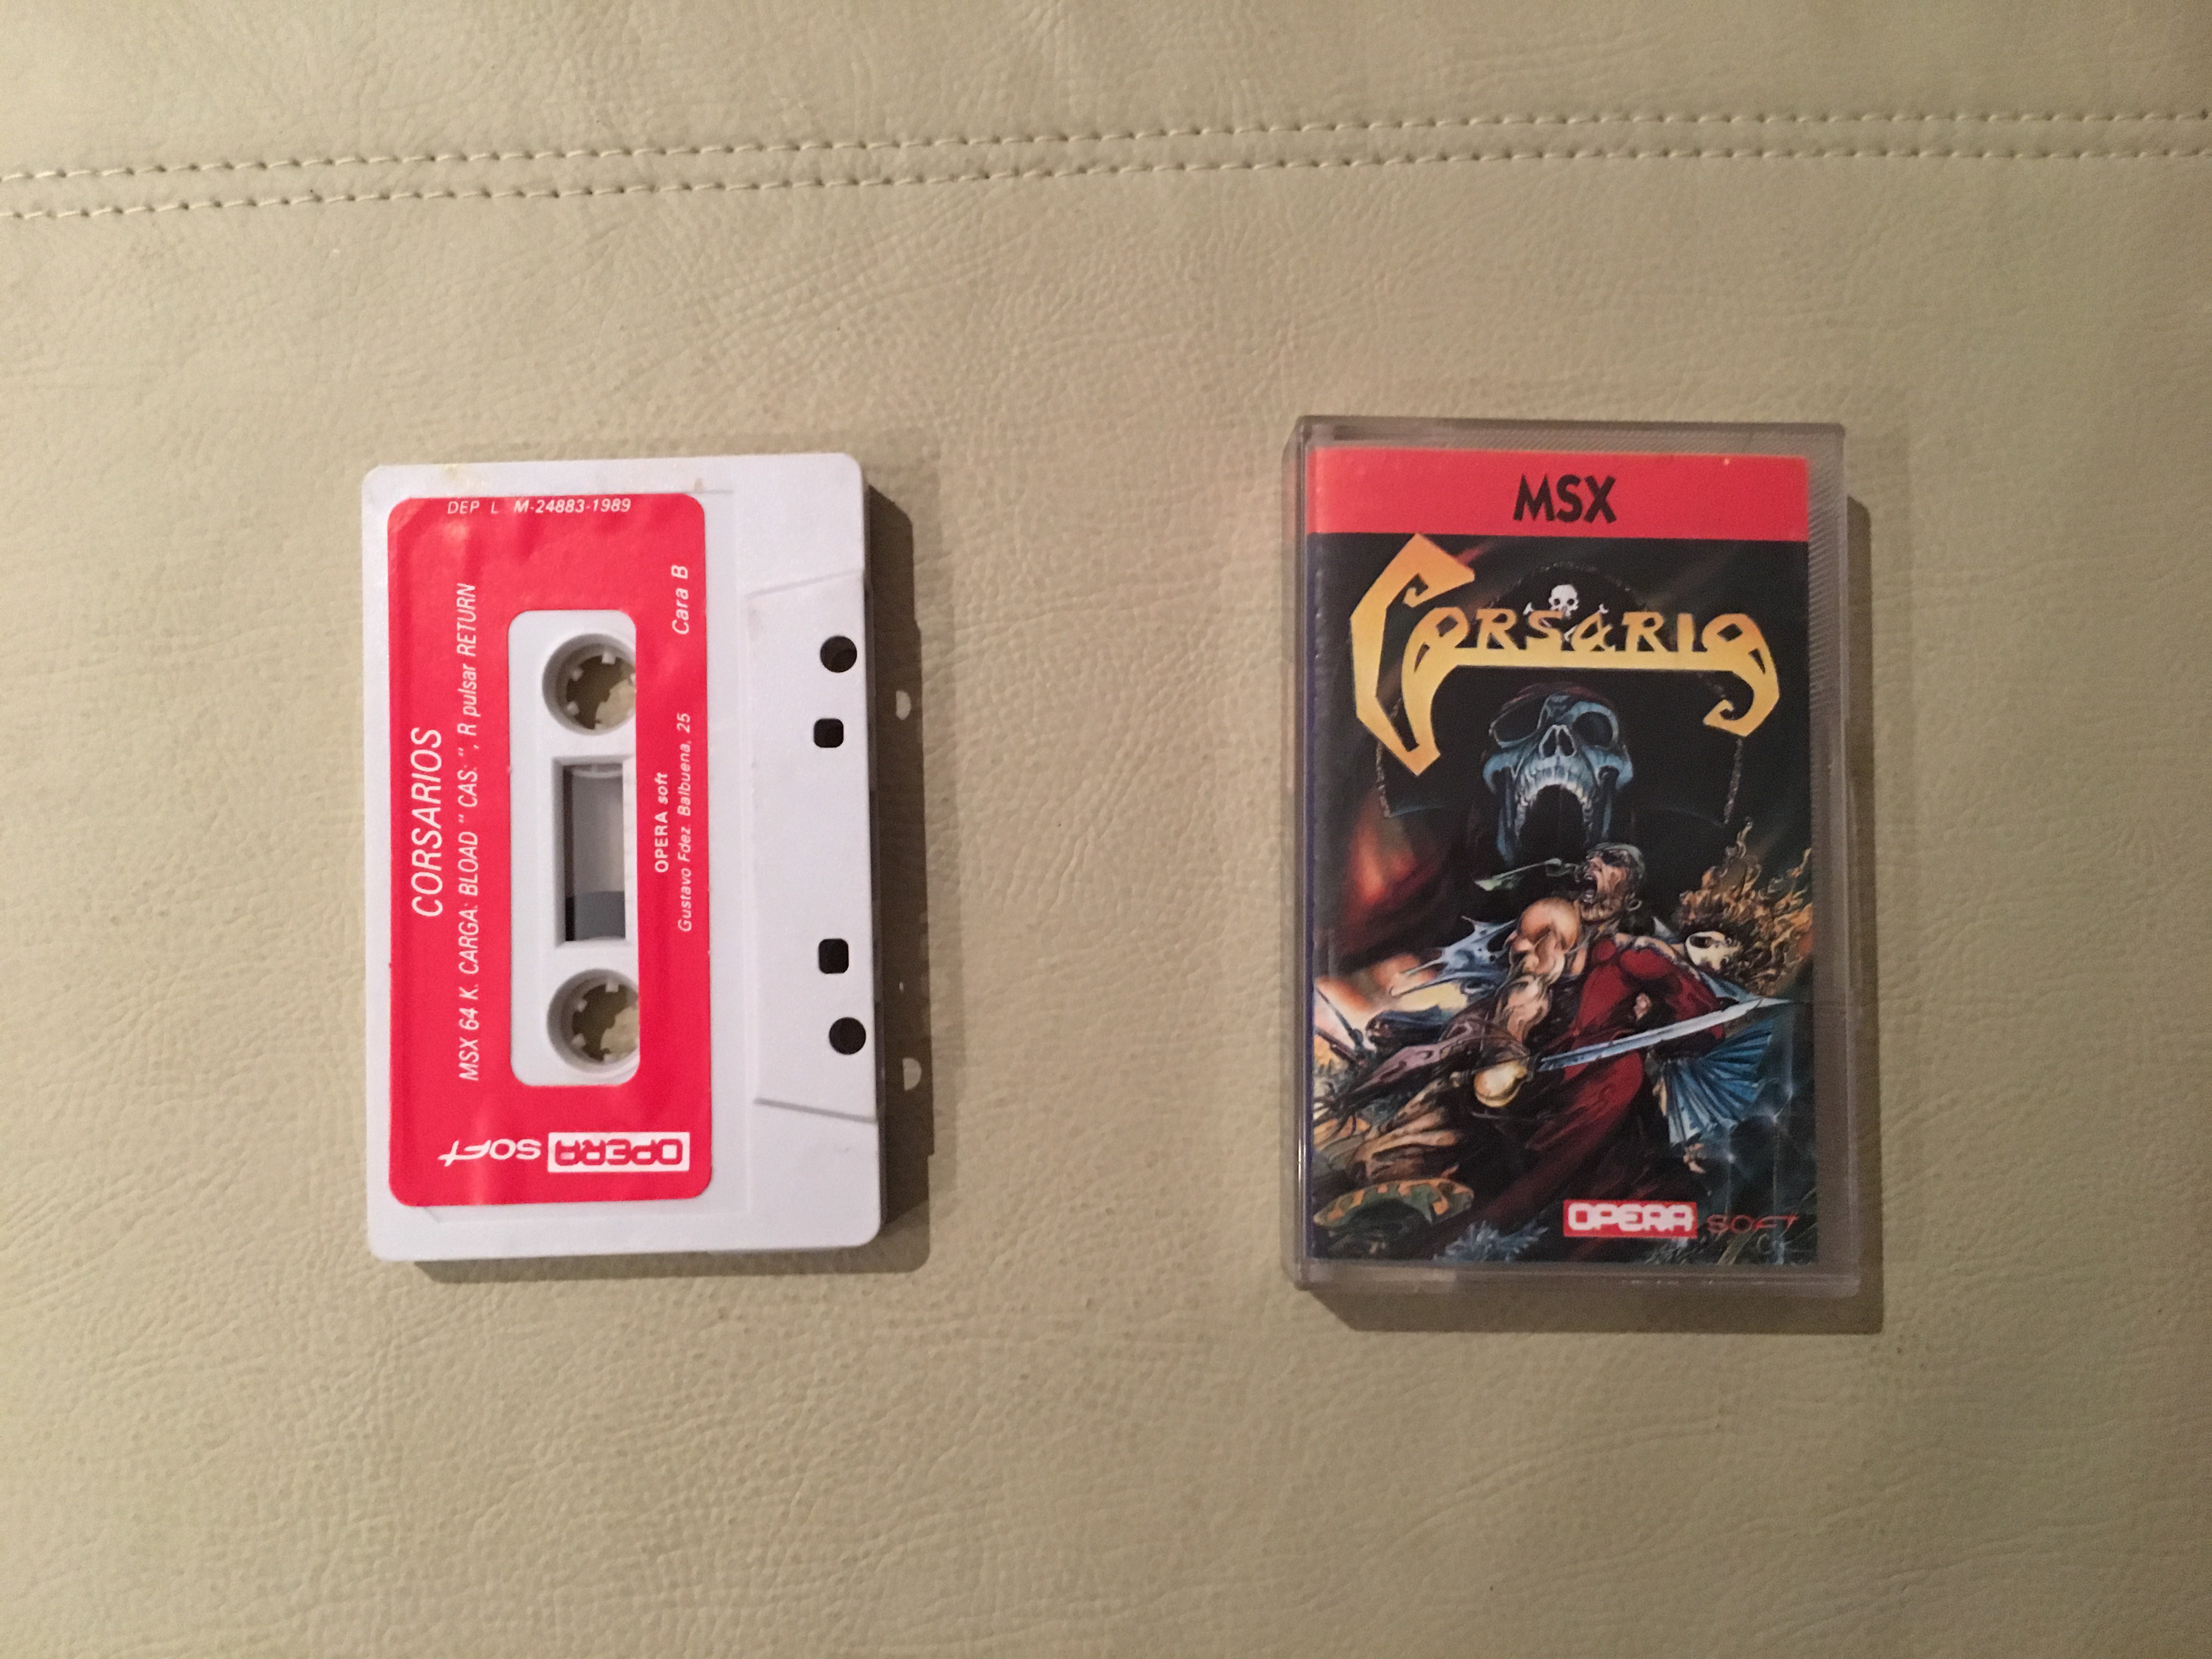 DEP L M-24883-1989
CORSARIOS
MSX 64 K. CARGA: BLOAD " CAS: ", R pulsar RETURN
Cara B
OPERA soft
Gustavo Fdez. Balbuena, 25
OPERA SOFT
MSX
CORSARIO
OPERA SOFT